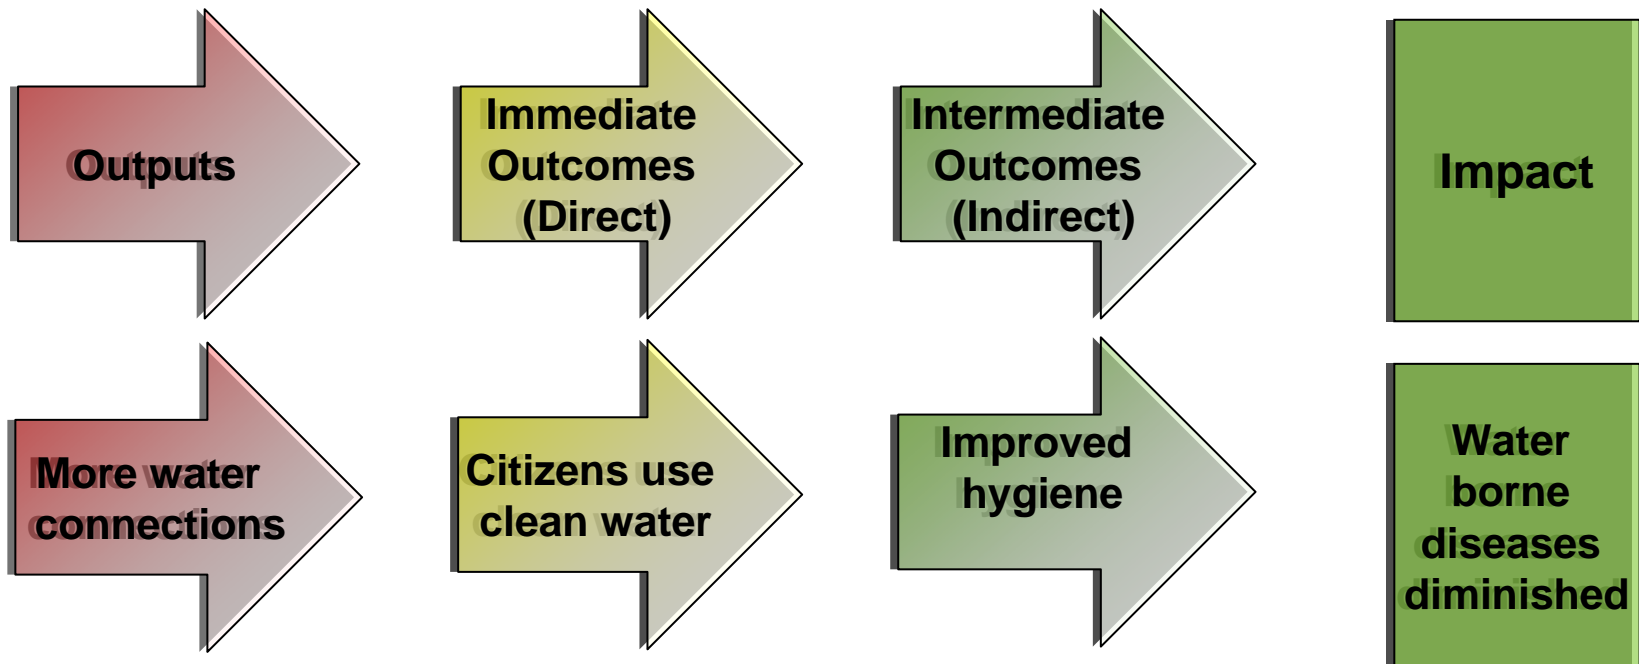 Outputs
Immediate
Outcomes
(Direct)
Intermediate
Outcomes
(Indirect)
Impact
More water
connections
Citizens use
clean water
Improved
hygiene
Water
borne
diseases
diminished